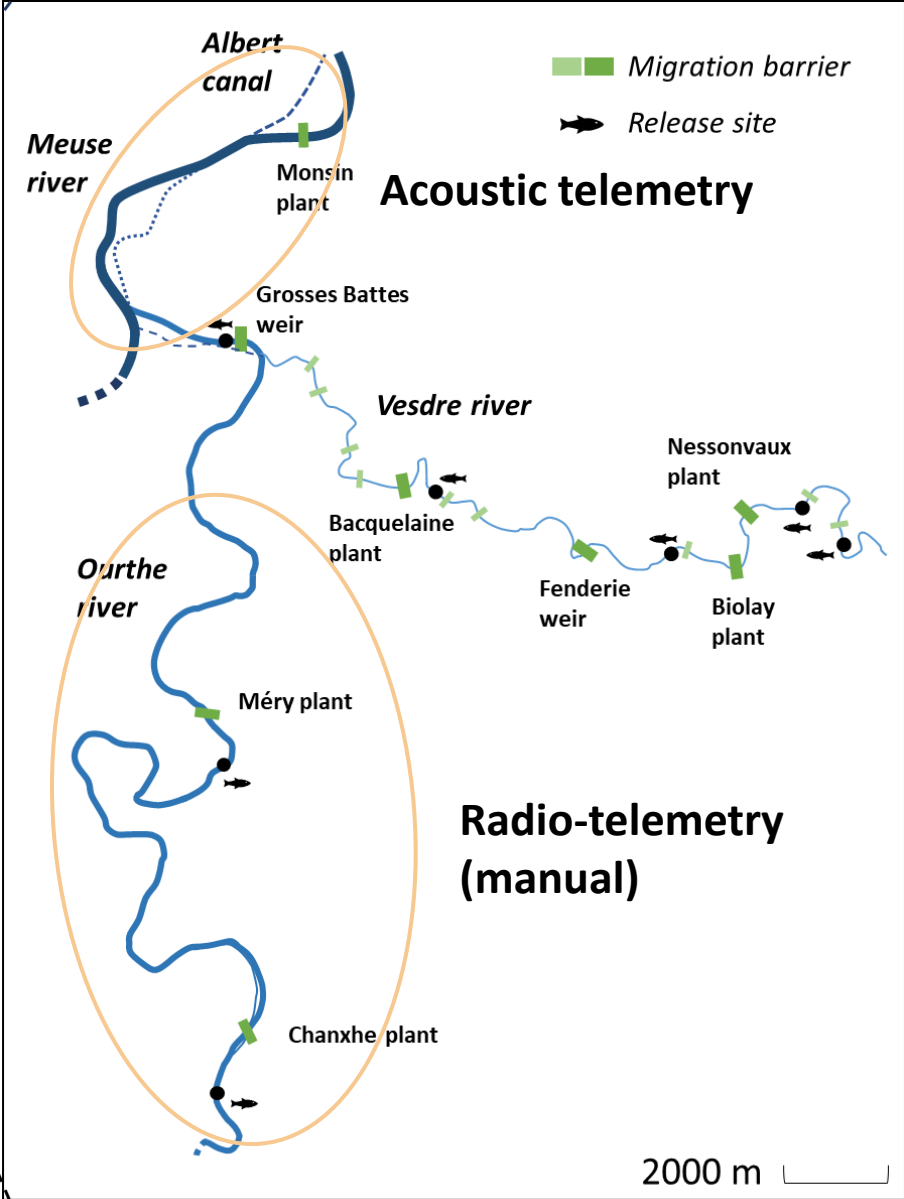 Albert
canal
Migration barrier
Release site
Meuse
river
Monsin
plant
Acoustic telemetry
Grosses Battes
weir
Vesdre river
Nessonvaux
plant
Bacquelaine
plant
Ourthe
river
Fenderie
weir
Biolay
plant
Méry plant
Radio-telemetry
(manual)
Chanxhe plant
2000 m